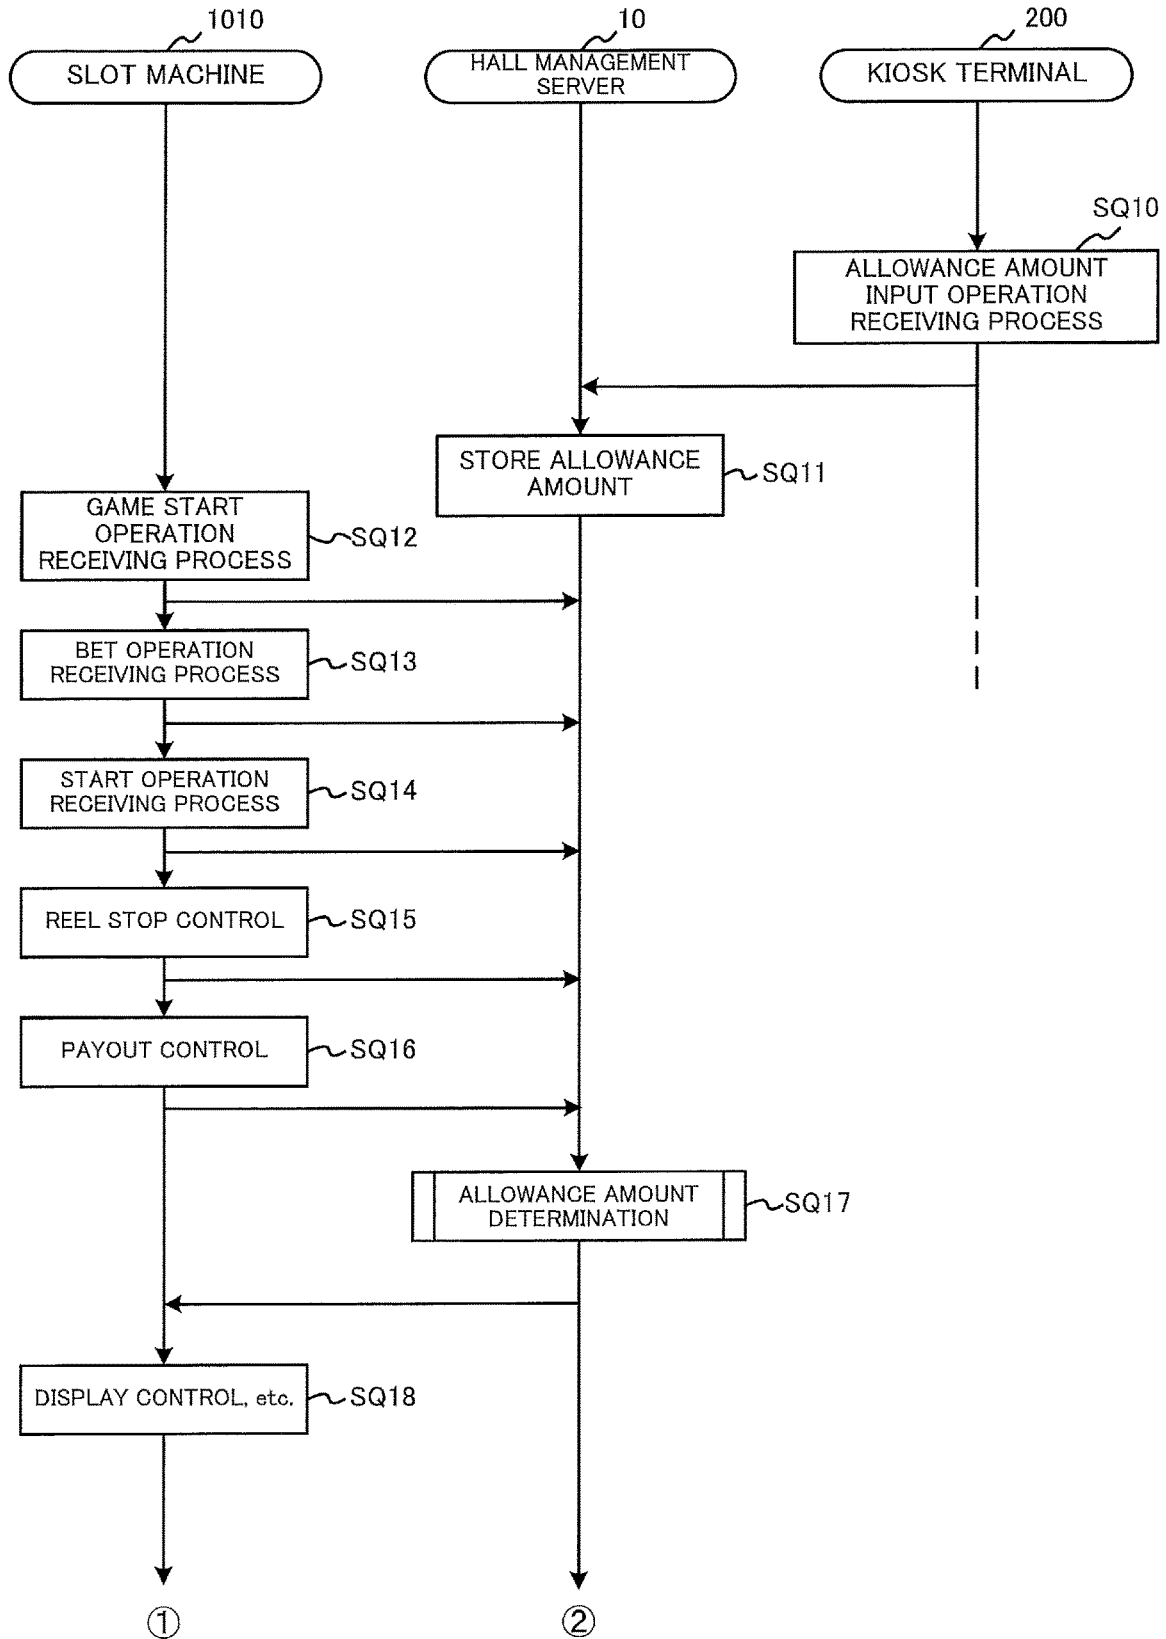 1010
10
200
SLOT MACHINE
HALL MANAGEMENT
SERVER
KIOSK TERMINAL
SQ10
ALLOWANCE AMOUNT
INPUT OPERATION
RECEIVING PROCESS
STORE ALLOWANCE
AMOUNT
SQ11
GAME START
OPERATION
RECEIVING PROCESS
SQ12
BET OPERATION
RECEIVING PROCESS
SQ13
START OPERATION
RECEIVING PROCESS
SQ14
REEL STOP CONTROL
SQ15
PAYOUT CONTROL
SQ16
ALLOWANCE AMOUNT
DETERMINATION
SQ17
DISPLAY CONTROL, etc.
SQ18
①
②